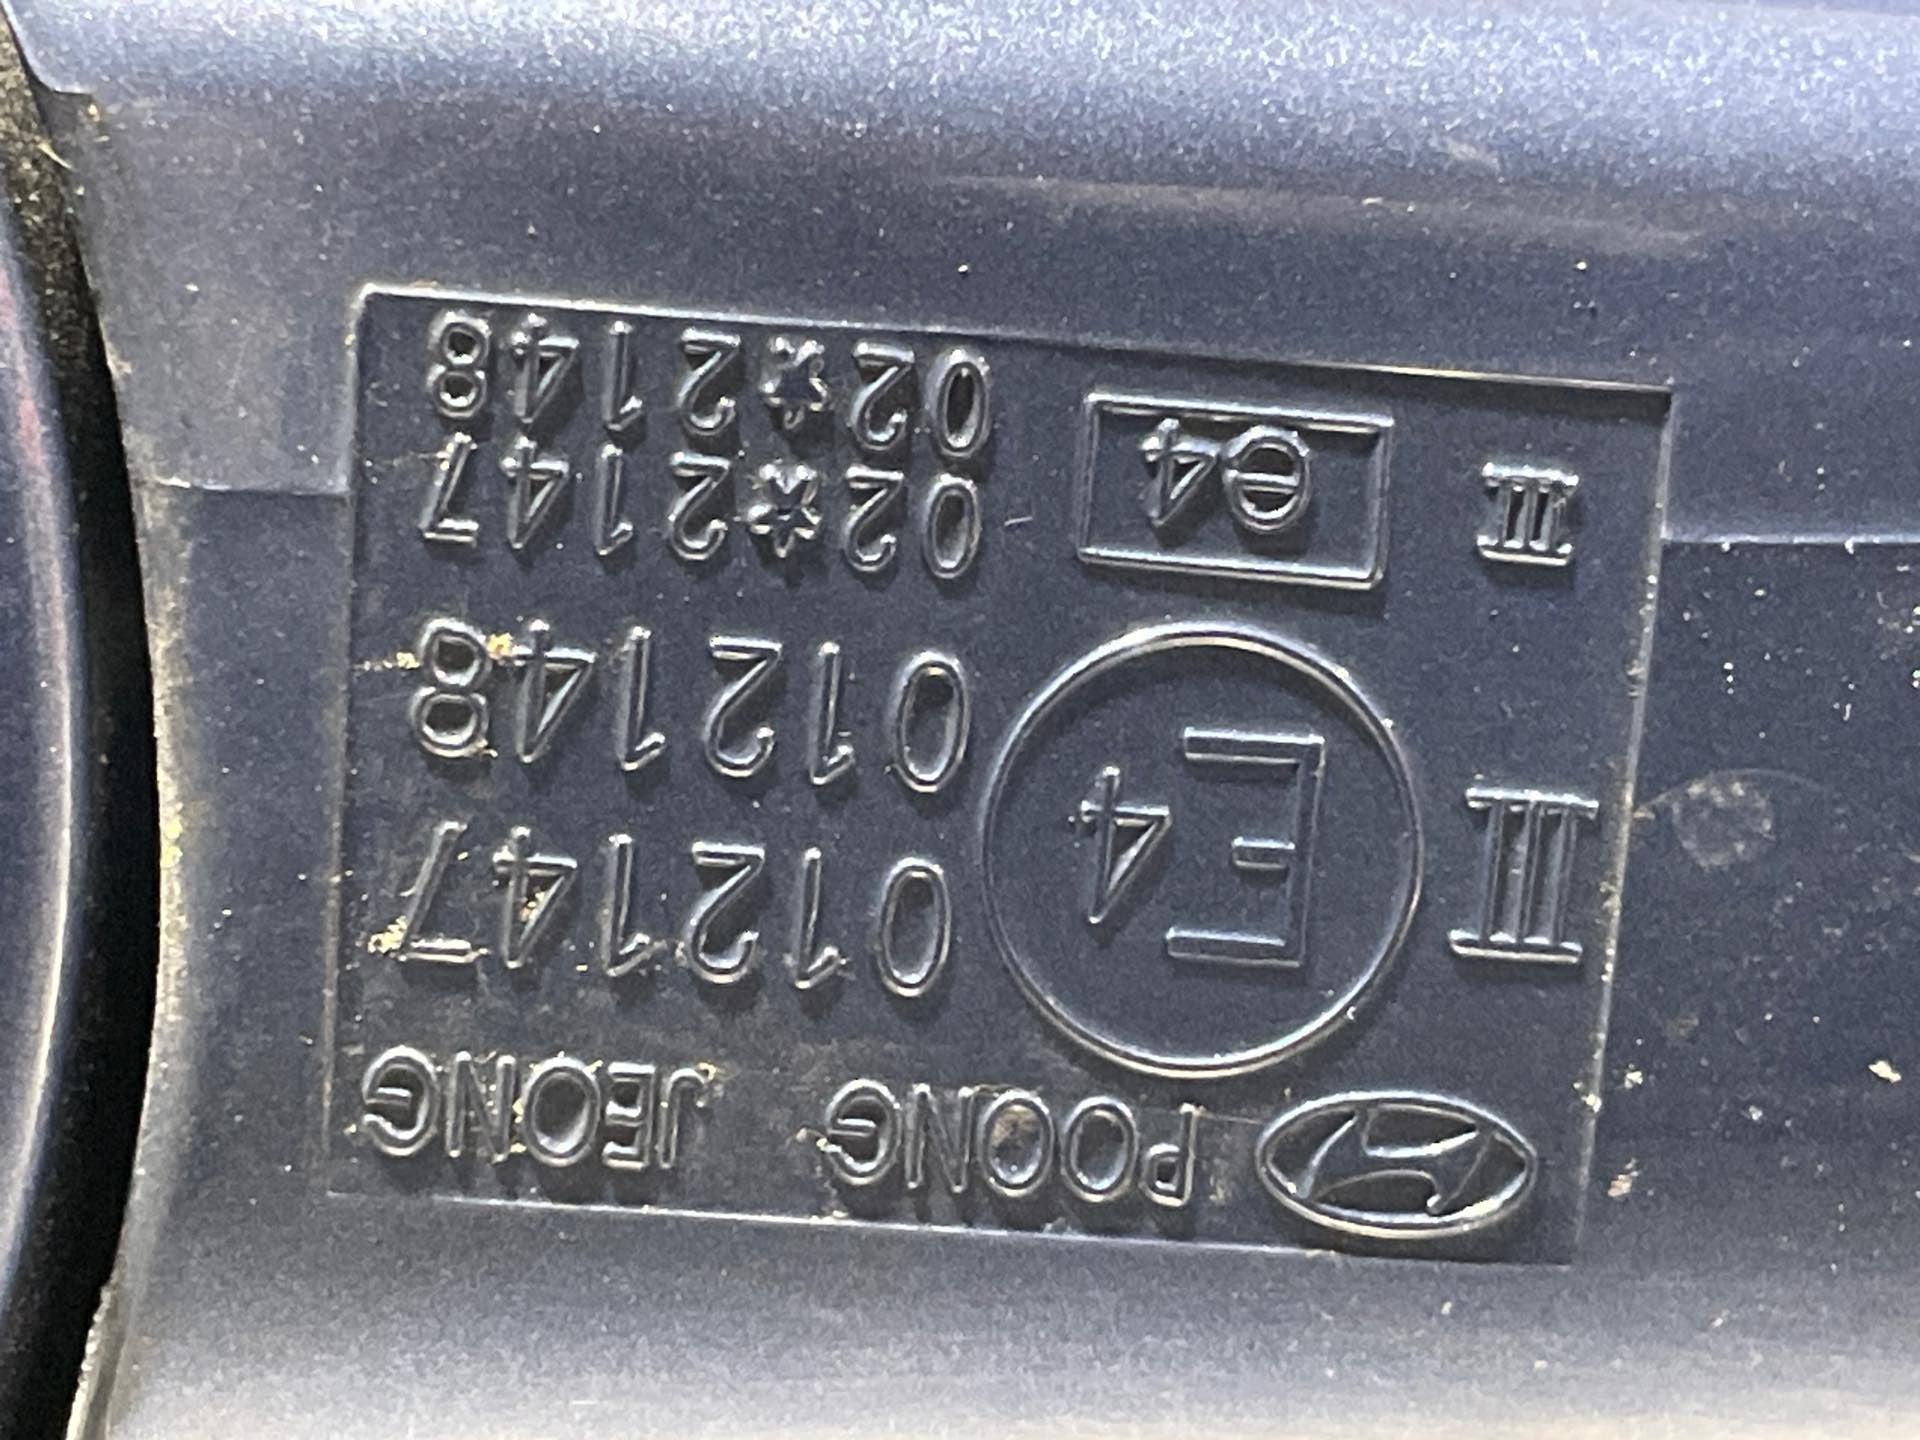 POONG JEONG
III E4 012147
012148
III e4 02*2147
02*2148